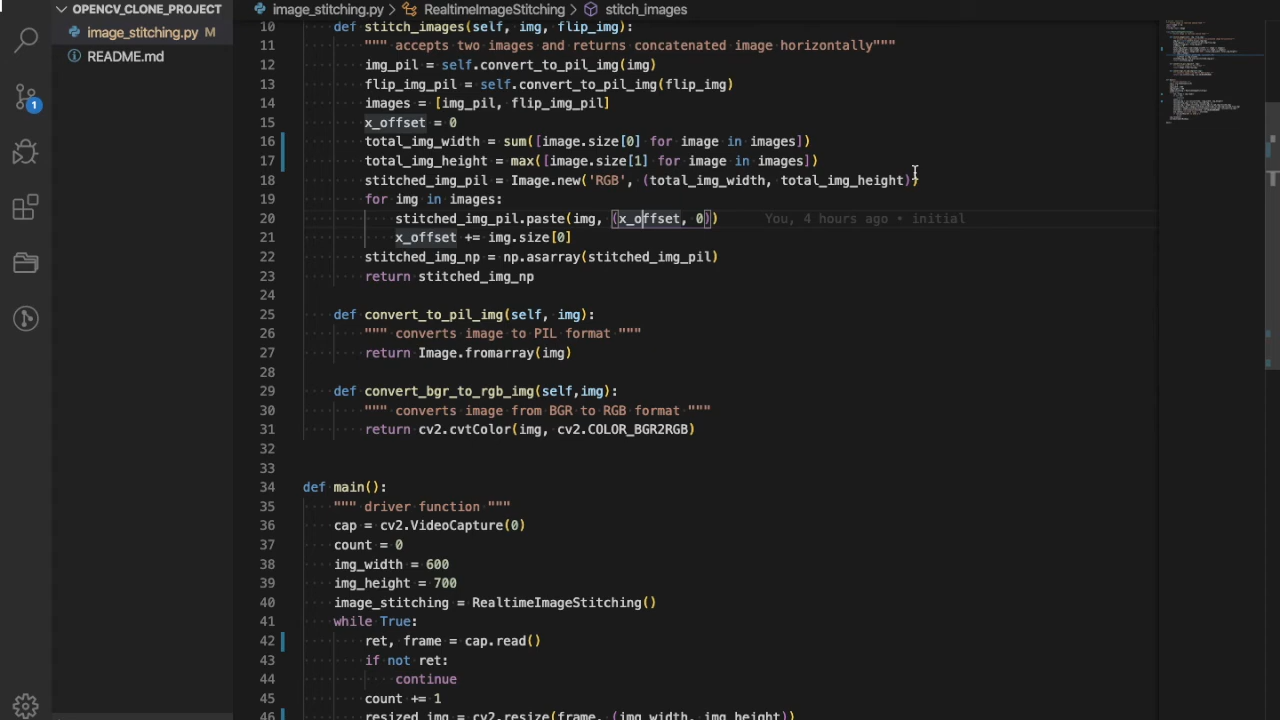 OPENCV_CLONE_PROJECT
image_stitching.py M
README.md
1
image_stitching.py > RealtimeImageStitching > stitch_images
10 def stitch_images(self, img, flip_img):
11 """ accepts two images and returns concatenated image horizontally"""
12 img_pil = self.convert_to_pil_img(img)
13 flip_img_pil = self.convert_to_pil_img(flip_img)
14 images = [img_pil, flip_img_pil]
15 x_offset = 0
16 total_img_width = sum([image.size[0] for image in images])
17 total_img_height = max([image.size[1] for image in images])
18 stitched_img_pil = Image.new('RGB', (total_img_width, total_img_height))
19 for img in images:
20 stitched_img_pil.paste(img, (x_offset, 0)) You, 4 hours ago • initial
21 x_offset += img.size[0]
22 stitched_img_np = np.asarray(stitched_img_pil)
23 return stitched_img_np
24
25 def convert_to_pil_img(self, img):
26 """ converts image to PIL format """
27 return Image.fromarray(img)
28
29 def convert_bgr_to_rgb_img(self,img):
30 """ converts image from BGR to RGB format """
31 return cv2.cvtColor(img, cv2.COLOR_BGR2RGB)
32
33
34 def main():
35 """ driver function """
36 cap = cv2.VideoCapture(0)
37 count = 0
38 img_width = 600
39 img_height = 700
40 image_stitching = RealtimeImageStitching()
41 while True:
42 ret, frame = cap.read()
43 if not ret:
44 continue
45 count += 1
46 resized_img = cv2.resize(frame, (img_width, img_height))